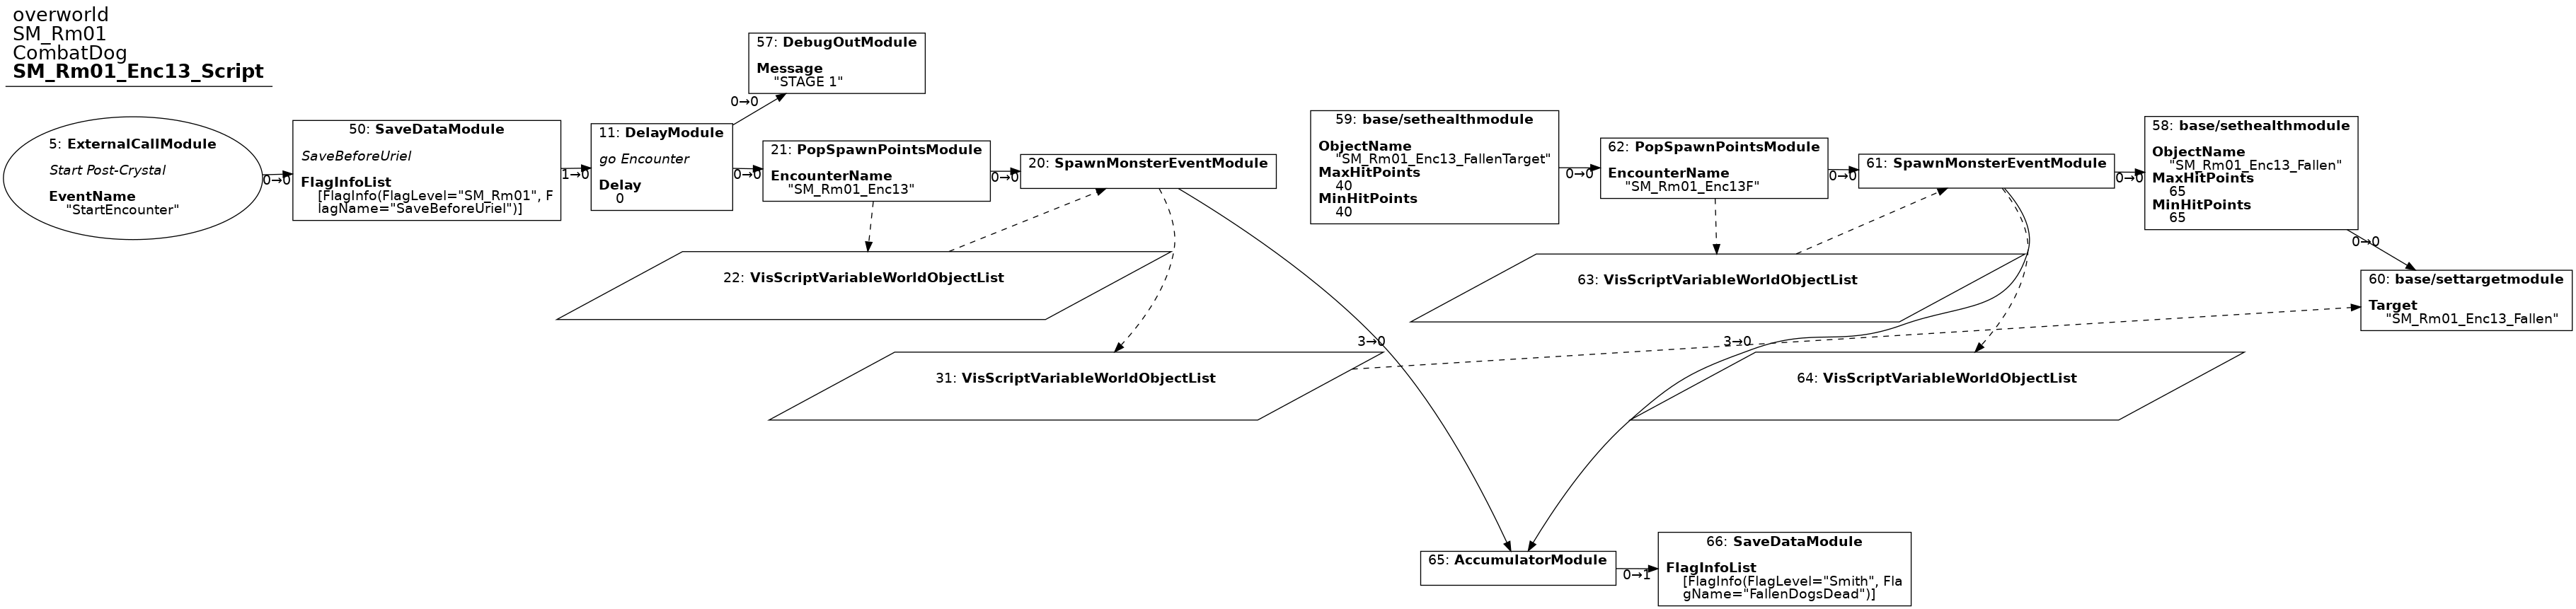 overworld
SM_Rm01
CombatDog
SM_Rm01_Enc13_Script
5: ExternalCallModule
Start Post-Crystal
EventName
"StartEncounter"
0→0
50: SaveDataModule
SaveBeforeUriel
FlagInfoList
[FlagInfo(FlagLevel="SM_Rm01", F
lagName="SaveBeforeUriel")]
1→0
11: DelayModule
go Encounter
Delay
0
0→0
57: DebugOutModule
Message
"STAGE 1"
0→0
21: PopSpawnPointsModule
EncounterName
"SM_Rm01_Enc13"
0→0
20: SpawnMonsterEventModule
22: VisScriptVariableWorldObjectList
31: VisScriptVariableWorldObjectList
3→0
59: base/sethealthmodule
ObjectName
"SM_Rm01_Enc13_FallenTarget"
MaxHitPoints
40
MinHitPoints
40
0→0
62: PopSpawnPointsModule
EncounterName
"SM_Rm01_Enc13F"
0→0
61: SpawnMonsterEventModule
0→0
58: base/sethealthmodule
ObjectName
"SM_Rm01_Enc13_Fallen"
MaxHitPoints
65
MinHitPoints
65
0→0
60: base/settargetmodule
Target
"SM_Rm01_Enc13_Fallen"
63: VisScriptVariableWorldObjectList
3→0
64: VisScriptVariableWorldObjectList
65: AccumulatorModule
0→1
66: SaveDataModule
FlagInfoList
[FlagInfo(FlagLevel="Smith", Fla
gName="FallenDogsDead")]